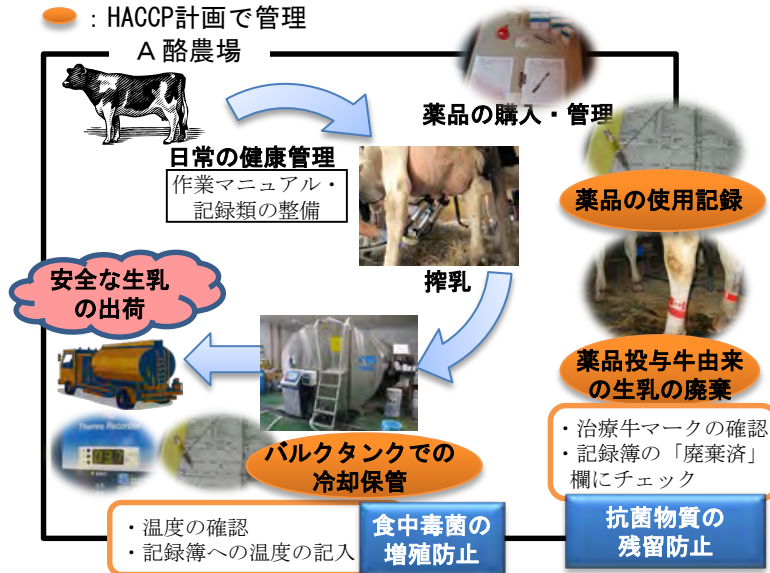 ：HACCP計画で管理
Ａ酪農場
薬品の購入・管理
日常の健康管理
作業マニュアル・
記録類の整備
薬品の使用記録
搾乳
安全な生乳
の出荷
薬品投与牛由来
の生乳の廃棄
・治療牛マークの確認
・記録簿の「廃棄済」
欄にチェック
バルクタンクでの
冷却保管
Thermo Recorder
・温度の確認
・記録簿への温度の記入
食中毒菌の
増殖防止
抗菌物質の
残留防止